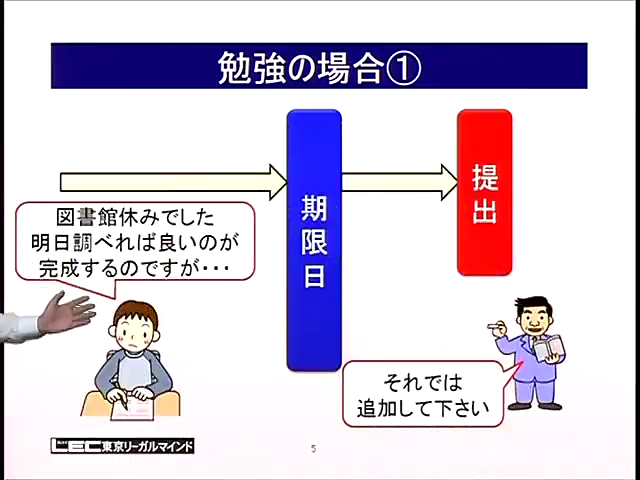 勉強の場合①
期限日
提出
図書館休みでした
明日調べれば良いのが
完成するのですが・・・
それでは
追加して下さい
LEC東京リーガルマインド
5